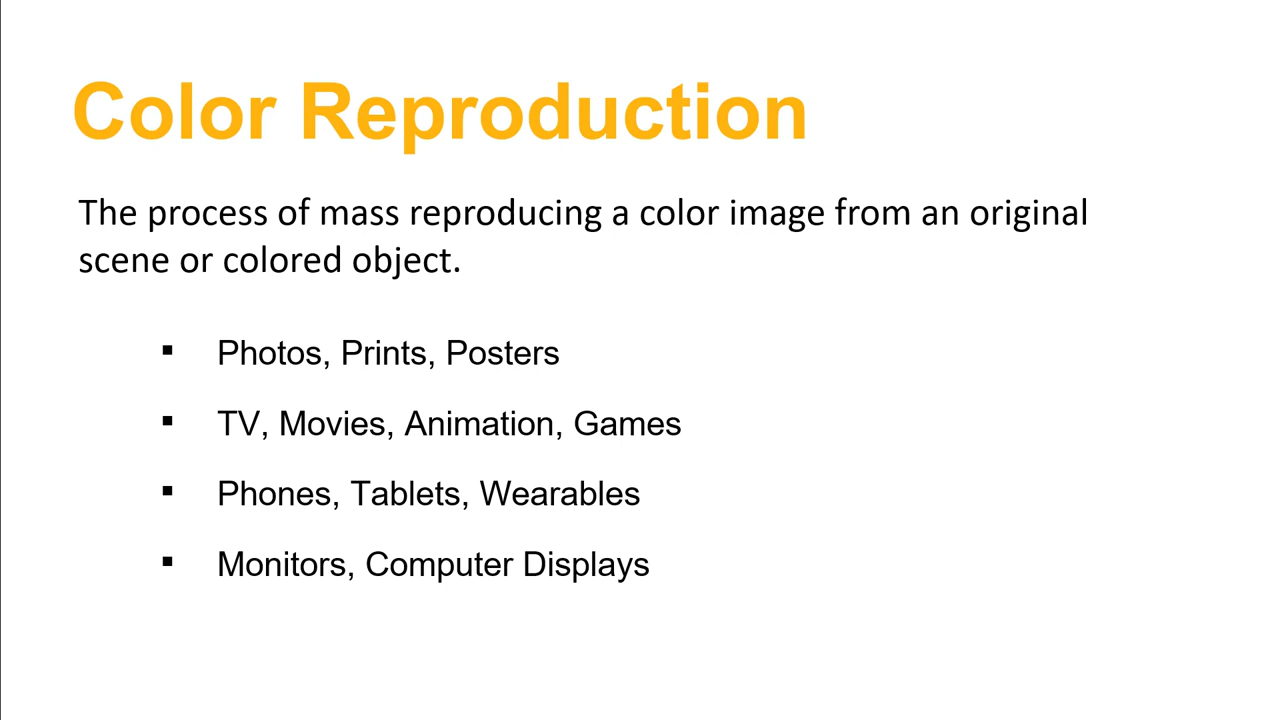 Color Reproduction
The process of mass reproducing a color image from an original
scene or colored object.
▪ Photos, Prints, Posters
▪ TV, Movies, Animation, Games
▪ Phones, Tablets, Wearables
▪ Monitors, Computer Displays